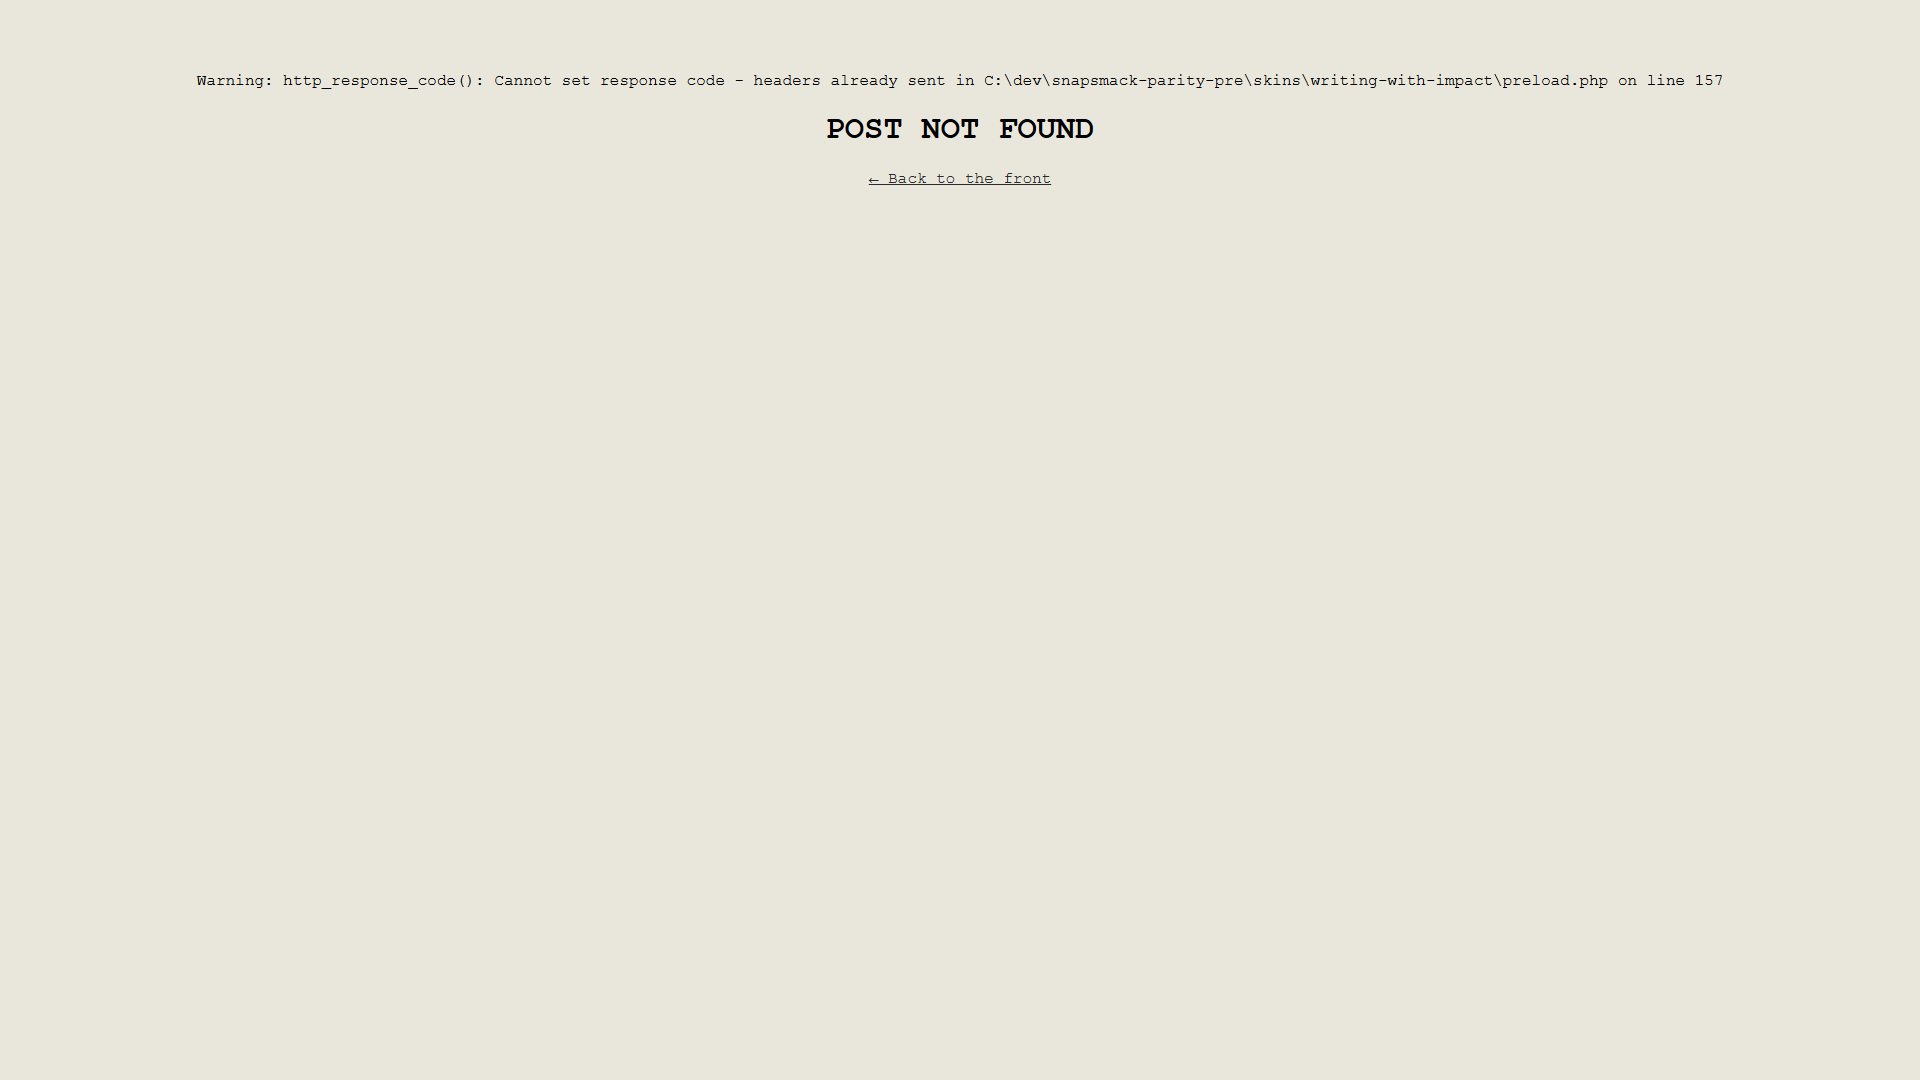 Warning: http_response_code(): Cannot set response code - headers already sent in C:\dev\snapsmack-parity-pre\skins\writing-with-impact\preload.php on line 157
POST NOT FOUND
← Back to the front